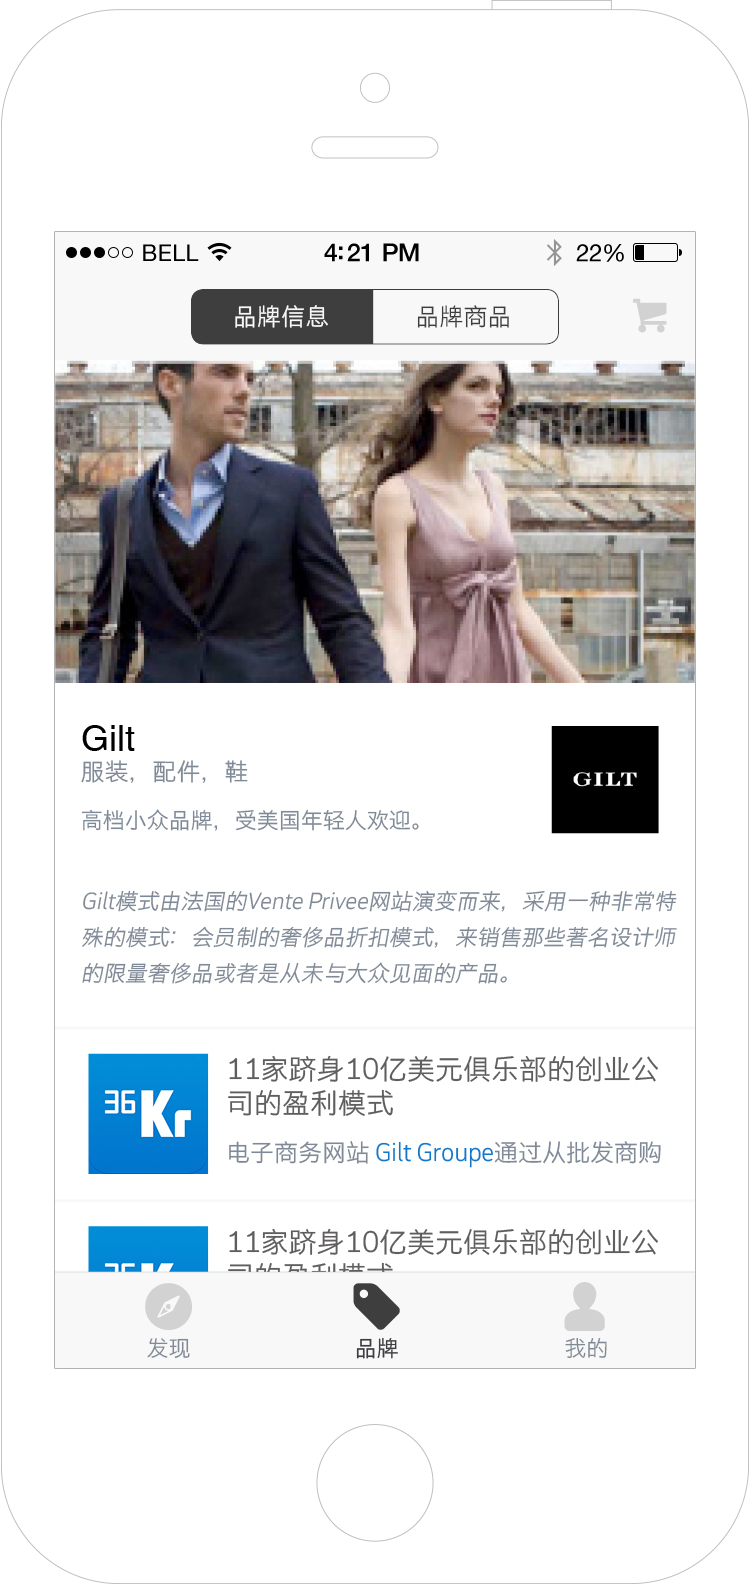 BELL 4:21 PM 22%
品牌信息 品牌商品
Gilt
服装，配件，鞋
GILT
高档小众品牌，受美国年轻人欢迎。
Gilt模式由法国的Vente Privee网站演变而来，采用一种非常特
殊的模式：会员制的奢侈品折扣模式，来销售那些著名设计师
的限量奢侈品或者是从未与大众见面的产品。
36Kr
11家跻身10亿美元俱乐部的创业公
司的盈利模式
电子商务网站 Gilt Groupe通过从批发商购
36Kr
11家跻身10亿美元俱乐部的创业公
司的盈利模式
发现 品牌 我的